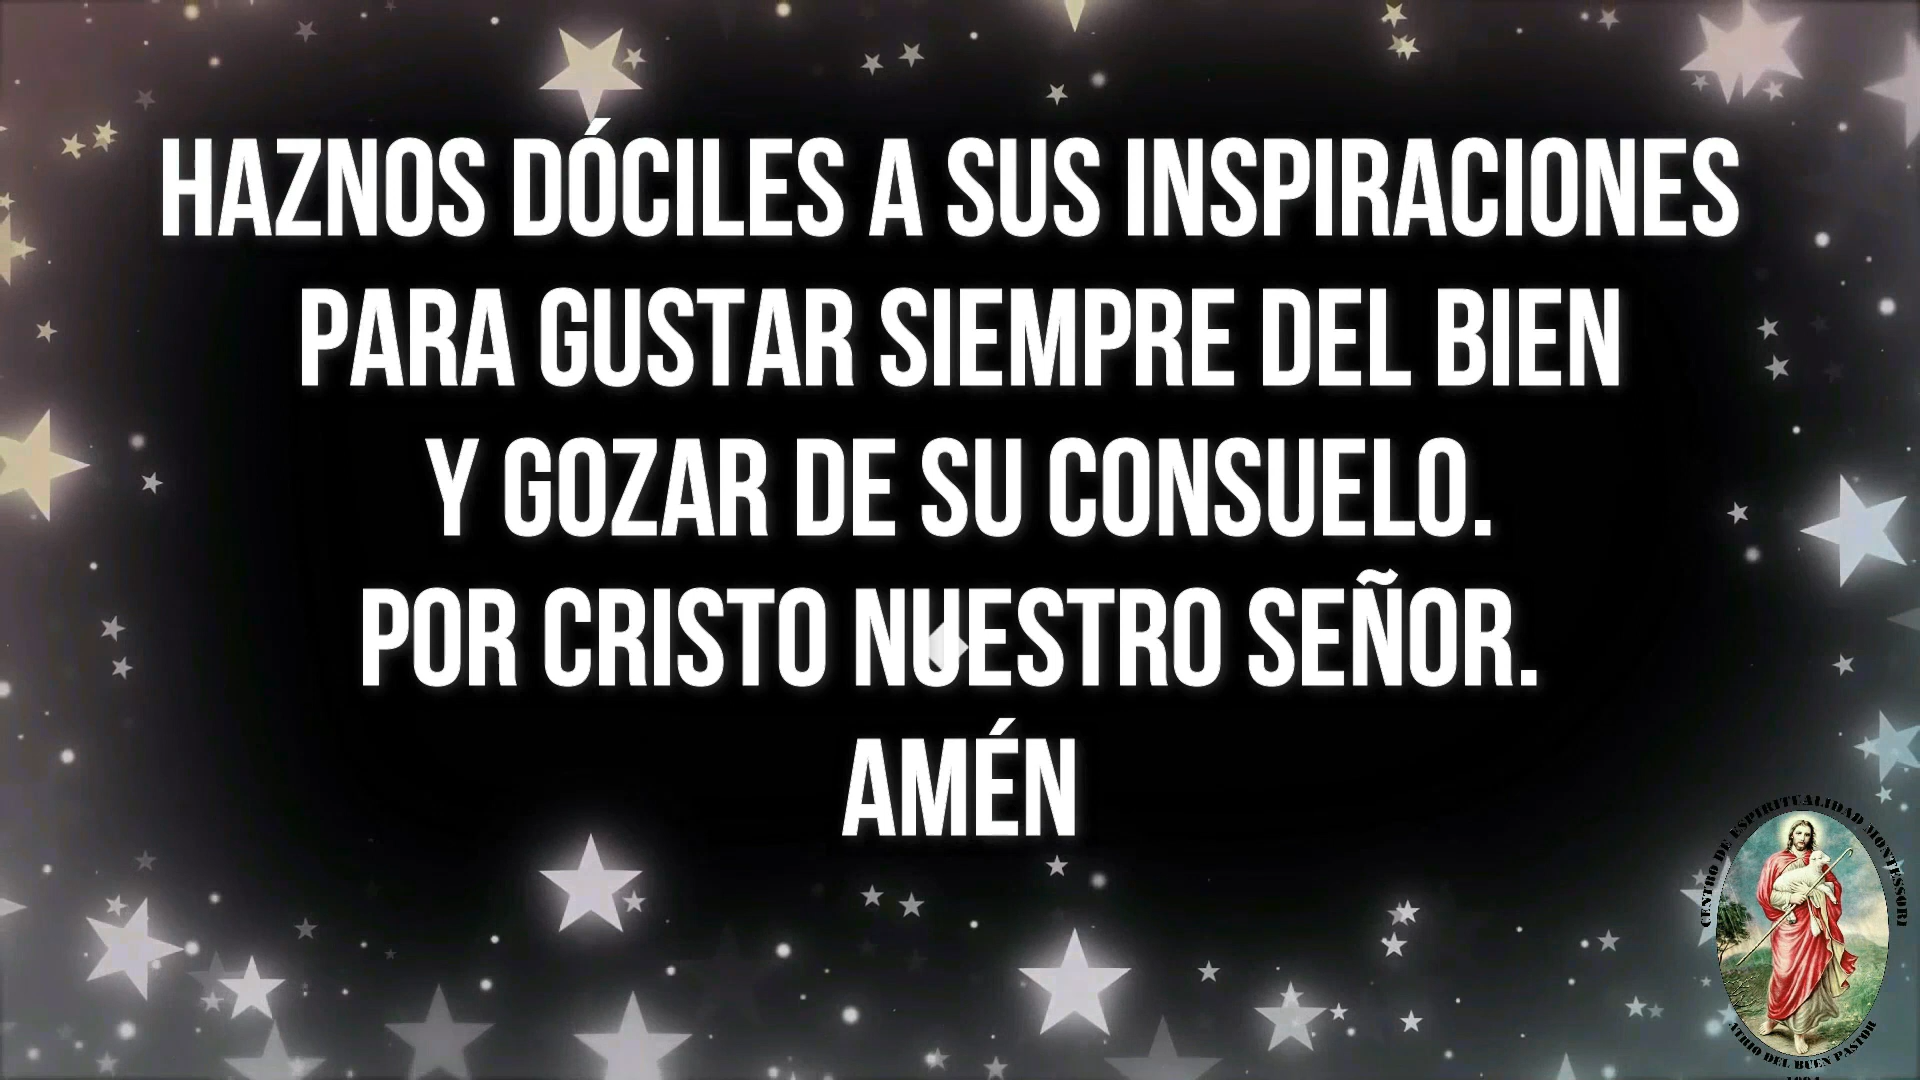 HAZNOS DÓCILES A SUS INSPIRACIONES
PARA GUSTAR SIEMPRE DEL BIEN
Y GOZAR DE SU CONSUELO.
POR CRISTO NUESTRO SEÑOR.
AMÉN
CENTRO DE ESPIRITUALIDAD MONTESSORI
ATRIO DEL BUEN PASTOR